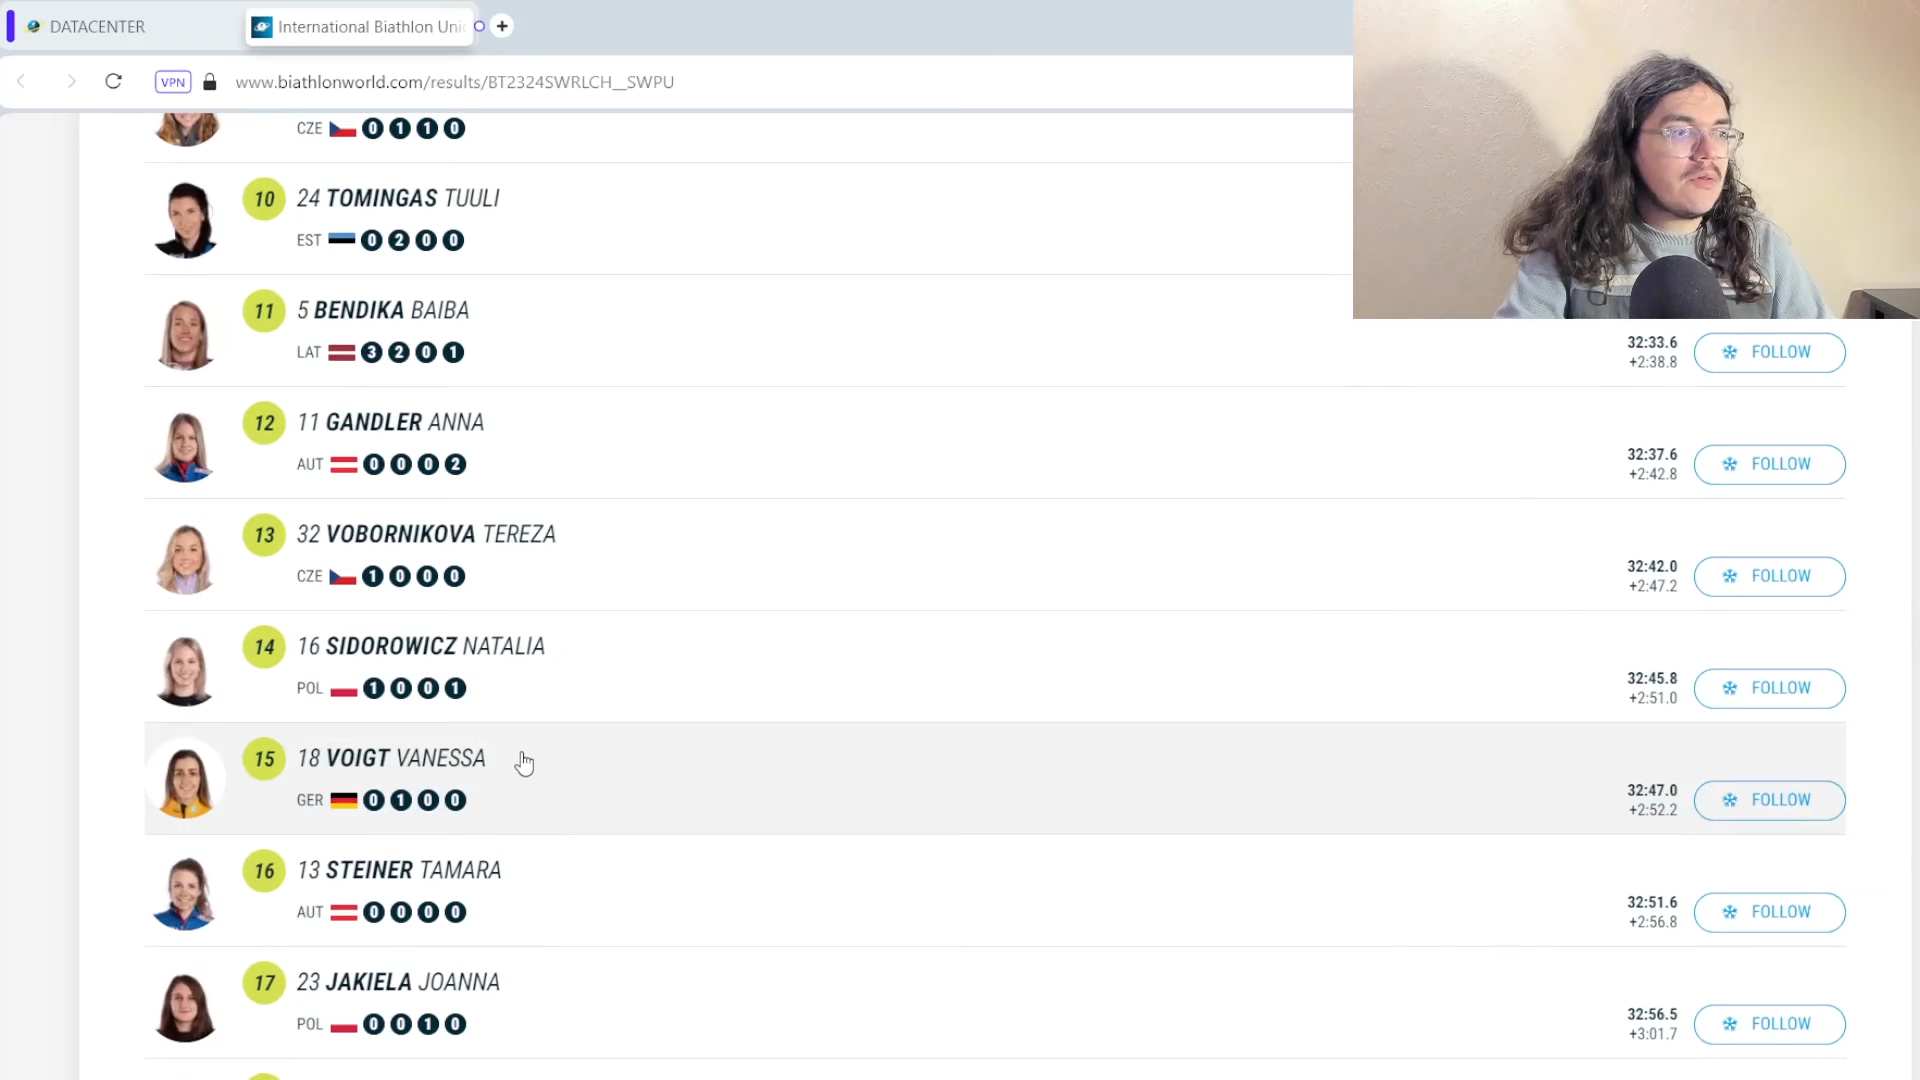 DATACENTER
International Biathlon Uni
VPN www.biathlonworld.com/results/BT2324SWRLCH__SWPU
CZE 0 1 1 0
10 24 TOMINGAS TUULI
EST 0 2 0 0
11 5 BENDIKA BAIBA
LAT 3 2 0 1
32:33.6
+2:38.8
FOLLOW
12 11 GANDLER ANNA
AUT 0 0 0 2
32:37.6
+2:42.8
FOLLOW
13 32 VOBORNIKOVA TEREZA
CZE 1 0 0 0
32:42.0
+2:47.2
FOLLOW
14 16 SIDOROWICZ NATALIA
POL 1 0 0 1
32:45.8
+2:51.0
FOLLOW
15 18 VOIGT VANESSA
GER 0 1 0 0
32:47.0
+2:52.2
FOLLOW
16 13 STEINER TAMARA
AUT 0 0 0 0
32:51.6
+2:56.8
FOLLOW
17 23 JAKIELA JOANNA
POL 0 0 1 0
32:56.5
+3:01.7
FOLLOW